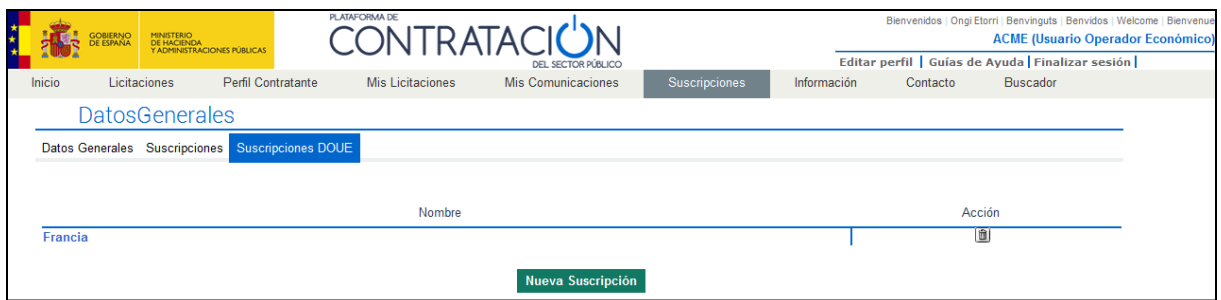 GOBIERNO DE ESPAÑA
MINISTERIO DE HACIENDA Y ADMINISTRACIONES PÚBLICAS
PLATAFORMA DE
CONTRATACIÓN
DEL SECTOR PÚBLICO
Bienvenidos | Ongi Etorri | Benvinguts | Benvidos | Welcome | Bienvenue
ACME (Usuario Operador Económico)
Editar perfil | Guías de Ayuda | Finalizar sesión |
Inicio Licitaciones Perfil Contratante Mis Licitaciones Mis Comunicaciones Suscripciones Información Contacto Buscador
DatosGenerales
Datos Generales Suscripciones Suscripciones DOUE
Nombre Acción
Francia
Nueva Suscripción